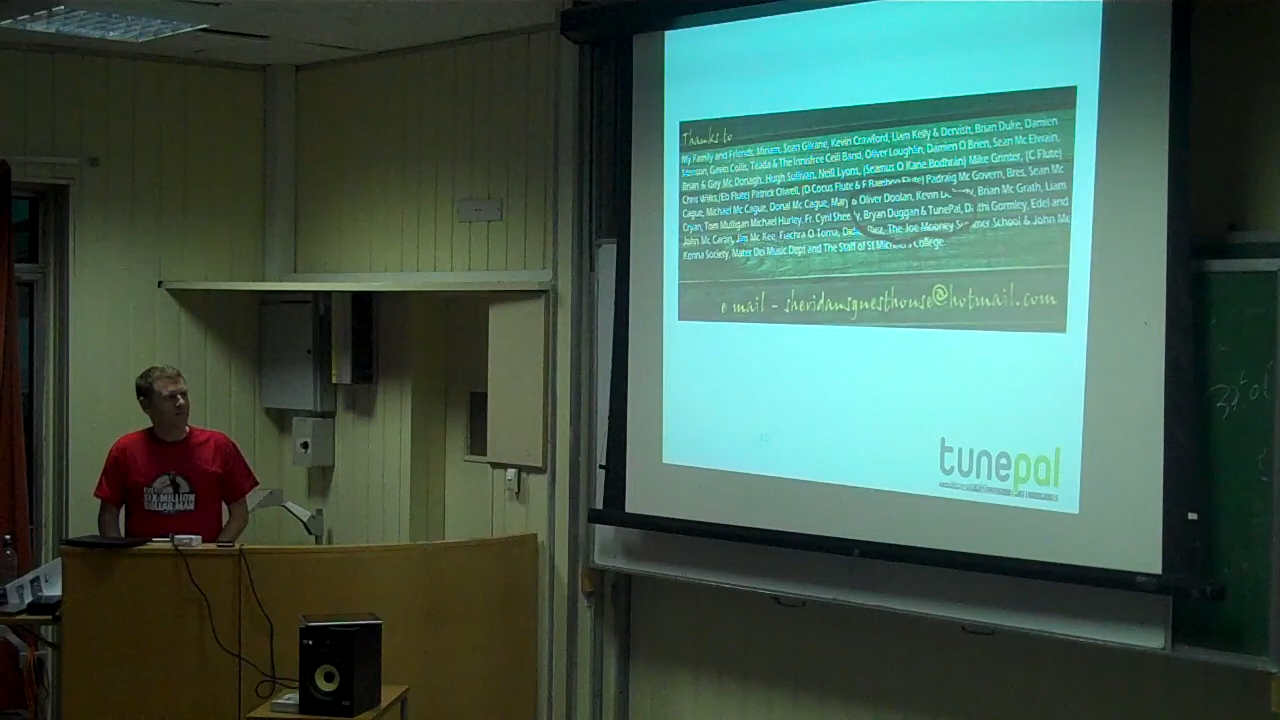 Thanks to
My Family and Friends, Miriam, Sean Gilrane, Kevin Crawford, Liam Kelly & Dervish, Brian Duke, Damien
Stenson, Gavin Collis, Teada & The Innisfree Ceili Band, Oliver Loughlin, Damien O Brien, Sean Mc Elwain,
Brian & Gay Mc Donagh, Hugh Sullivan, Neill Lyons, (Seamus O Kane Bodhrán) Mike Grinter, (C Flute)
Chris Wilks,(Eb Flute) Patrick Olwell, (D Cocus Flute & F Bamboo Flute) Padraig Mc Govern, Bres, Sean Mc
Cague, Michael Mc Cague, Donal Mc Cague, & Oliver Doolan, Kevin Brian Mc Grath, Liam
Cryan, Tom Mulligan Michael Hurley, Fr. Cyril Bryan Duggan & TunePal, Gormley, Edel and
John Mc Garan, Jim Mc Kee, Fiachra O Torna, The Joe Mooney School & John Mc
Kenna Society, Mater Dei Music Dept and The Staff of St Michaels College.
e mail - sheridansguesthouse@hotmail.com
tunepal
SIX MILLION
DOLLAR MAN